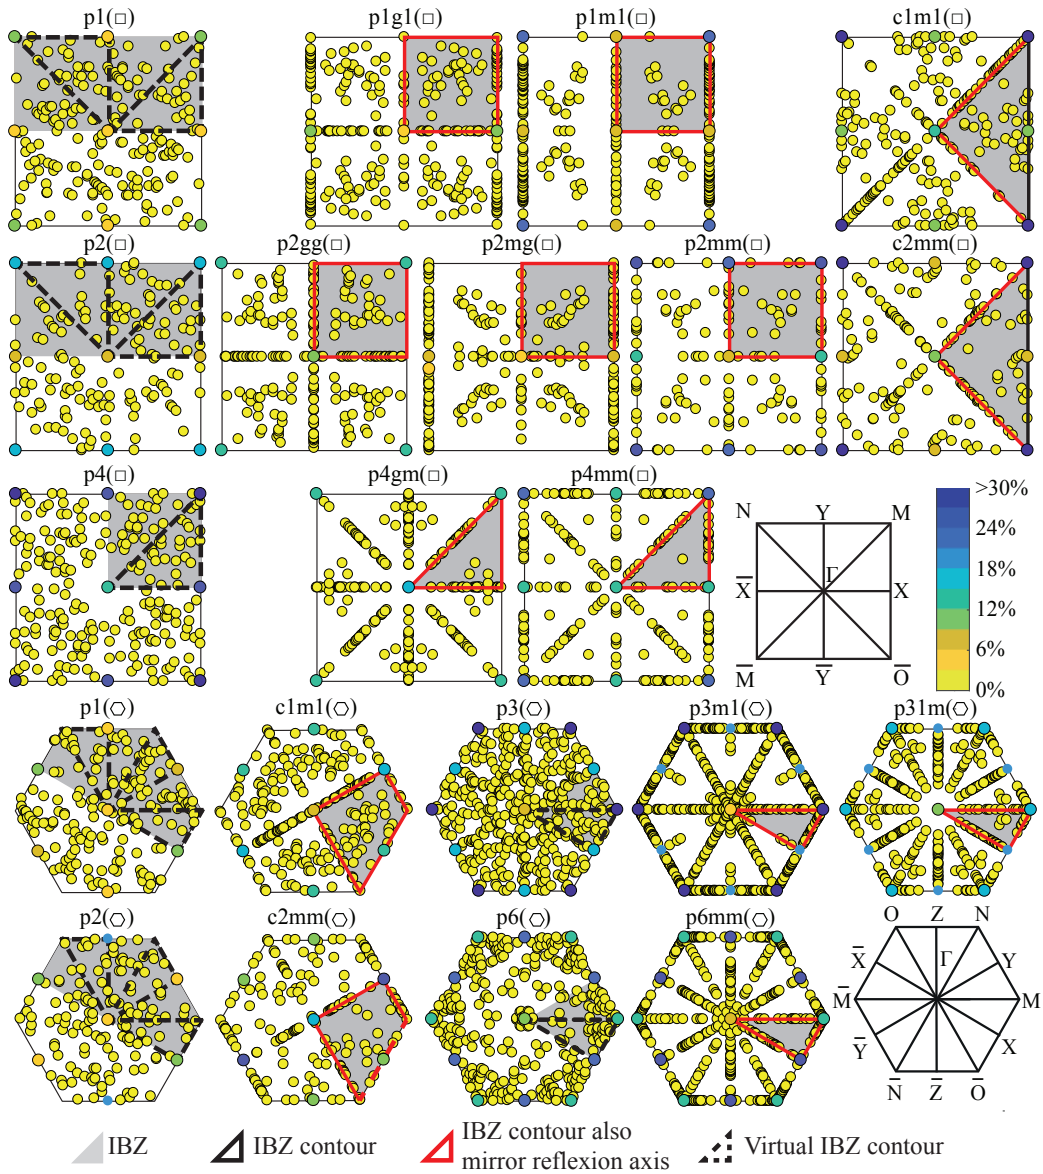 p1(□) p1g1(□) p1m1(□) c1m1(□)
p2(□) p2gg(□) p2mg(□) p2mm(□) c2mm(□)
p4(□) p4gm(□) p4mm(□)
N Y M
Γ
X̅ X
M̅ Y̅ O̅
>30%
24%
18%
12%
6%
0%
p1(⬡) c1m1(⬡) p3(⬡) p3m1(⬡) p31m(⬡)
p2(⬡) c2mm(⬡) p6(⬡) p6mm(⬡)
O Z N
X̅ Γ Y
M̅ M
Y̅ X
N̅ Z̅ O̅
IBZ
IBZ contour
IBZ contour also
mirror reflexion axis
Virtual IBZ contour